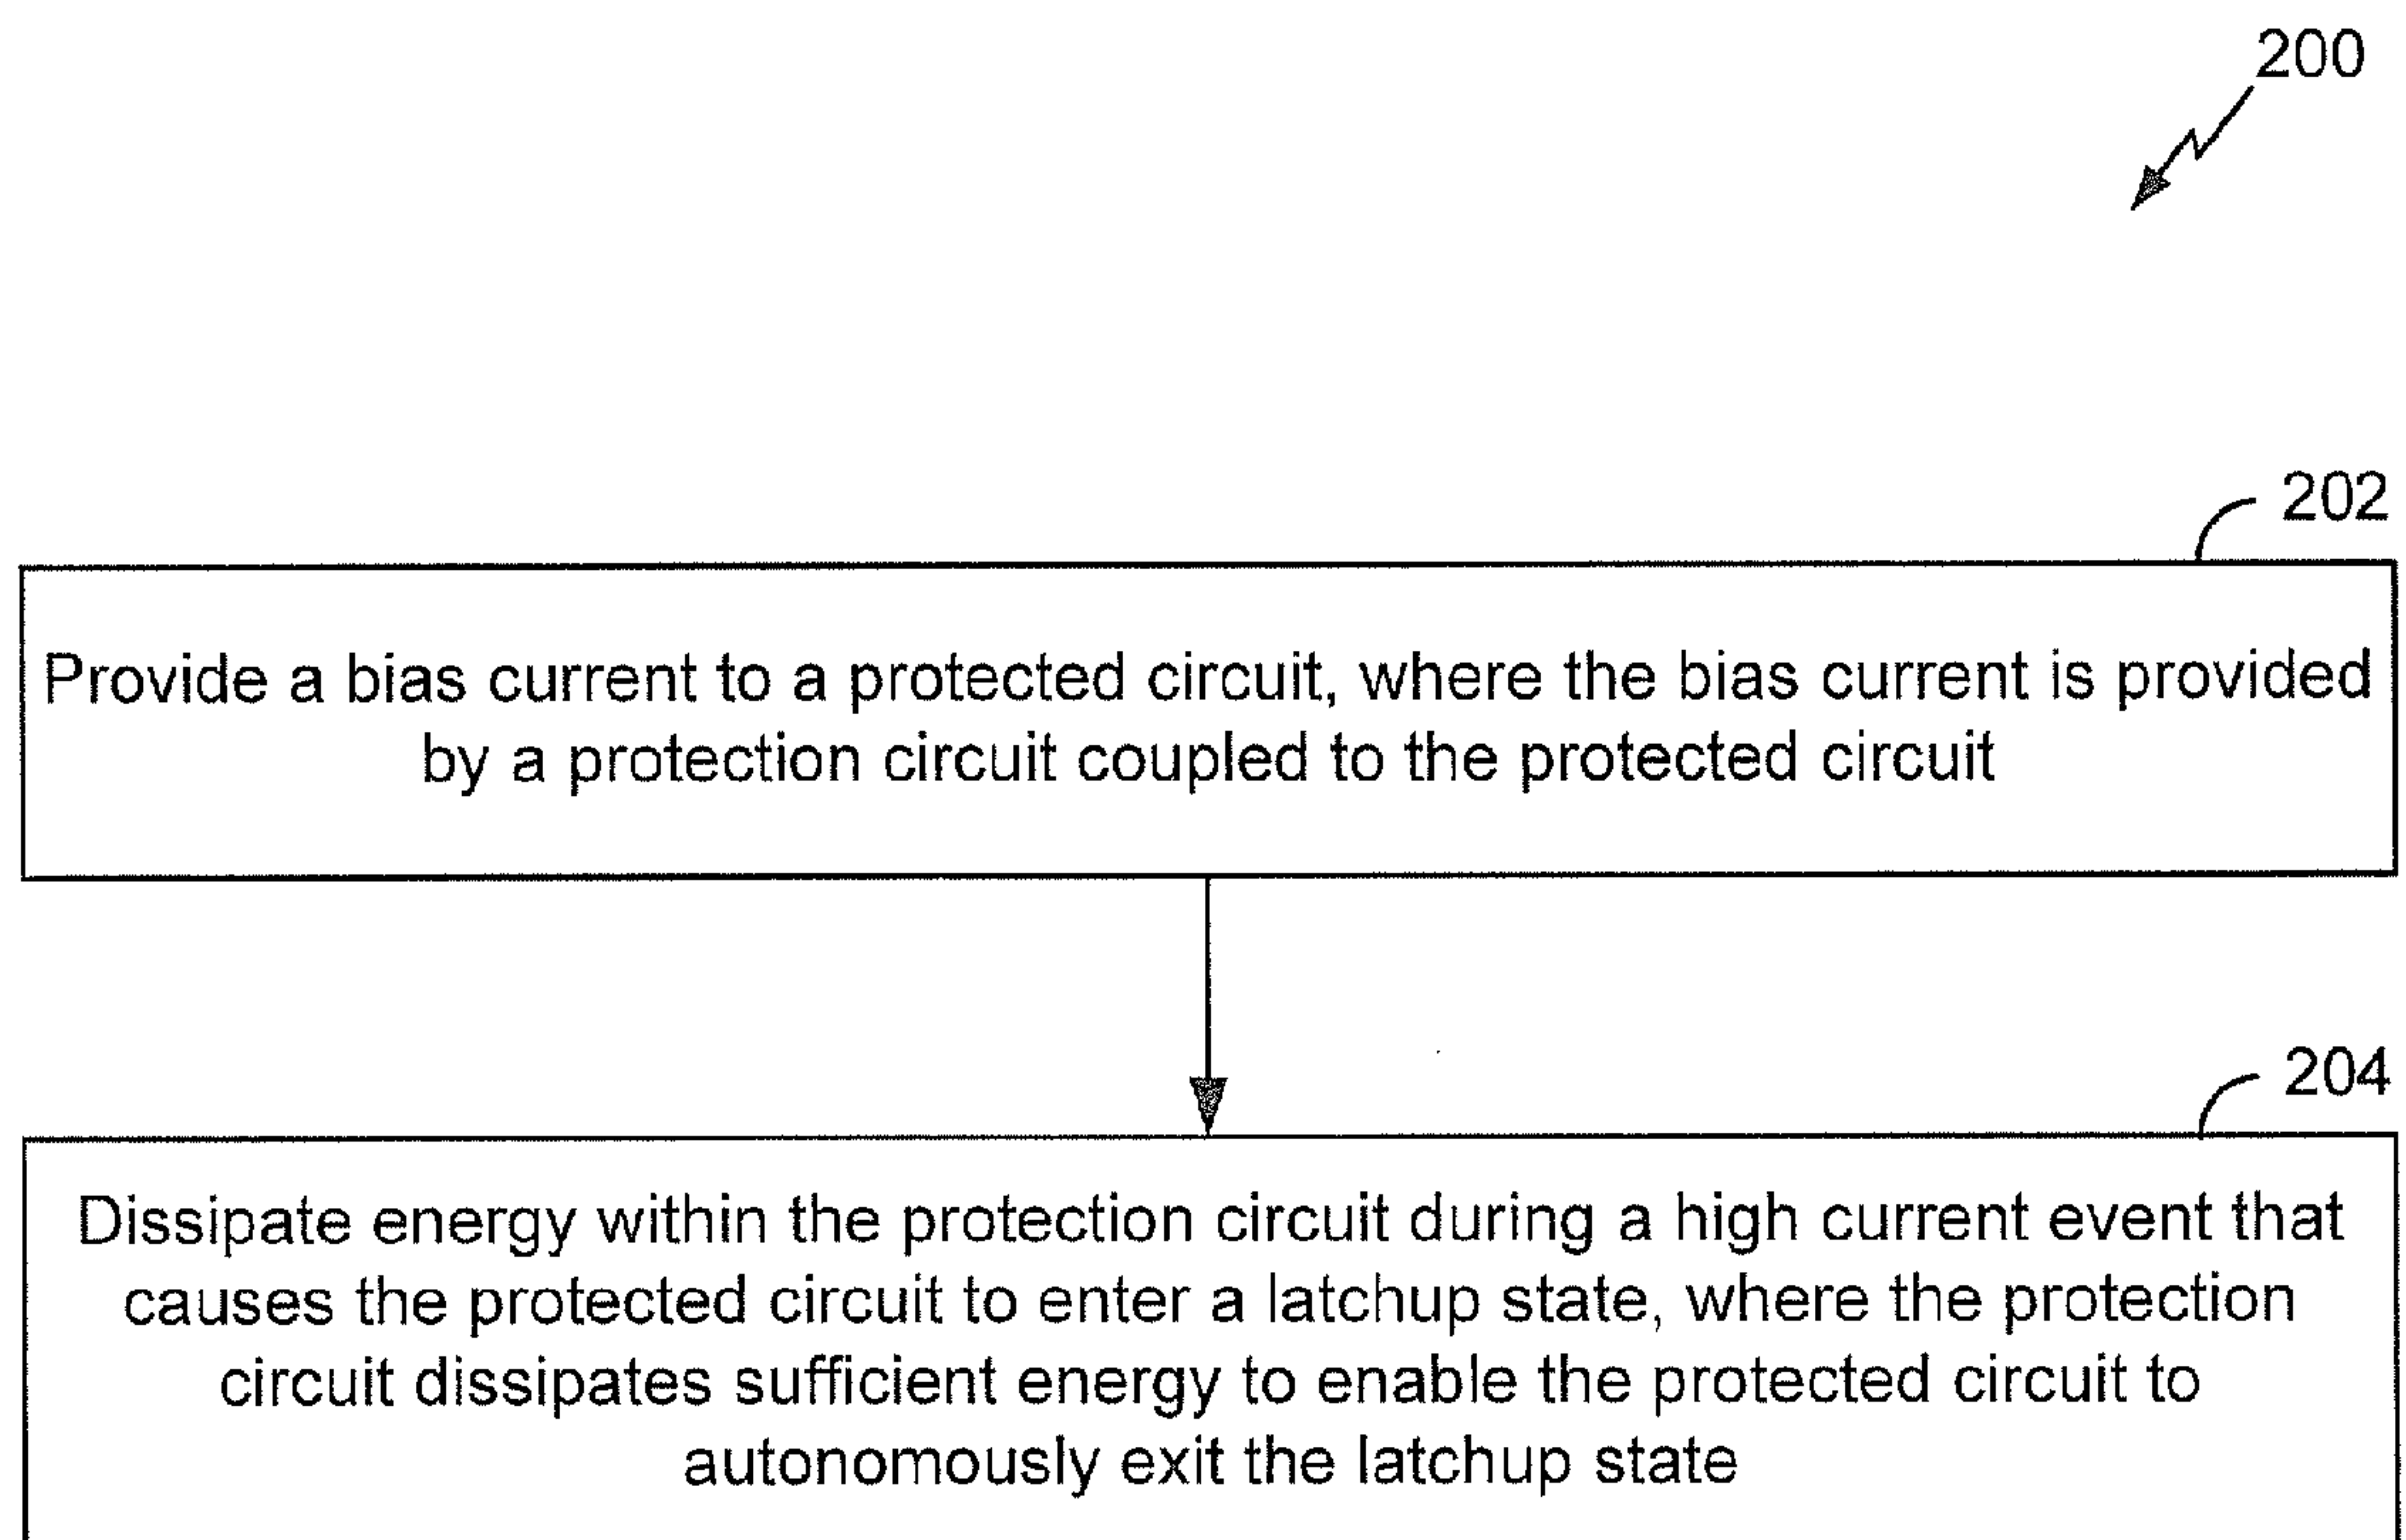 200
202
Provide a bias current to a protected circuit, where the bias current is provided
by a protection circuit coupled to the protected circuit
204
Dissipate energy within the protection circuit during a high current event that
causes the protected circuit to enter a latchup state, where the protection
circuit dissipates sufficient energy to enable the protected circuit to
autonomously exit the latchup state